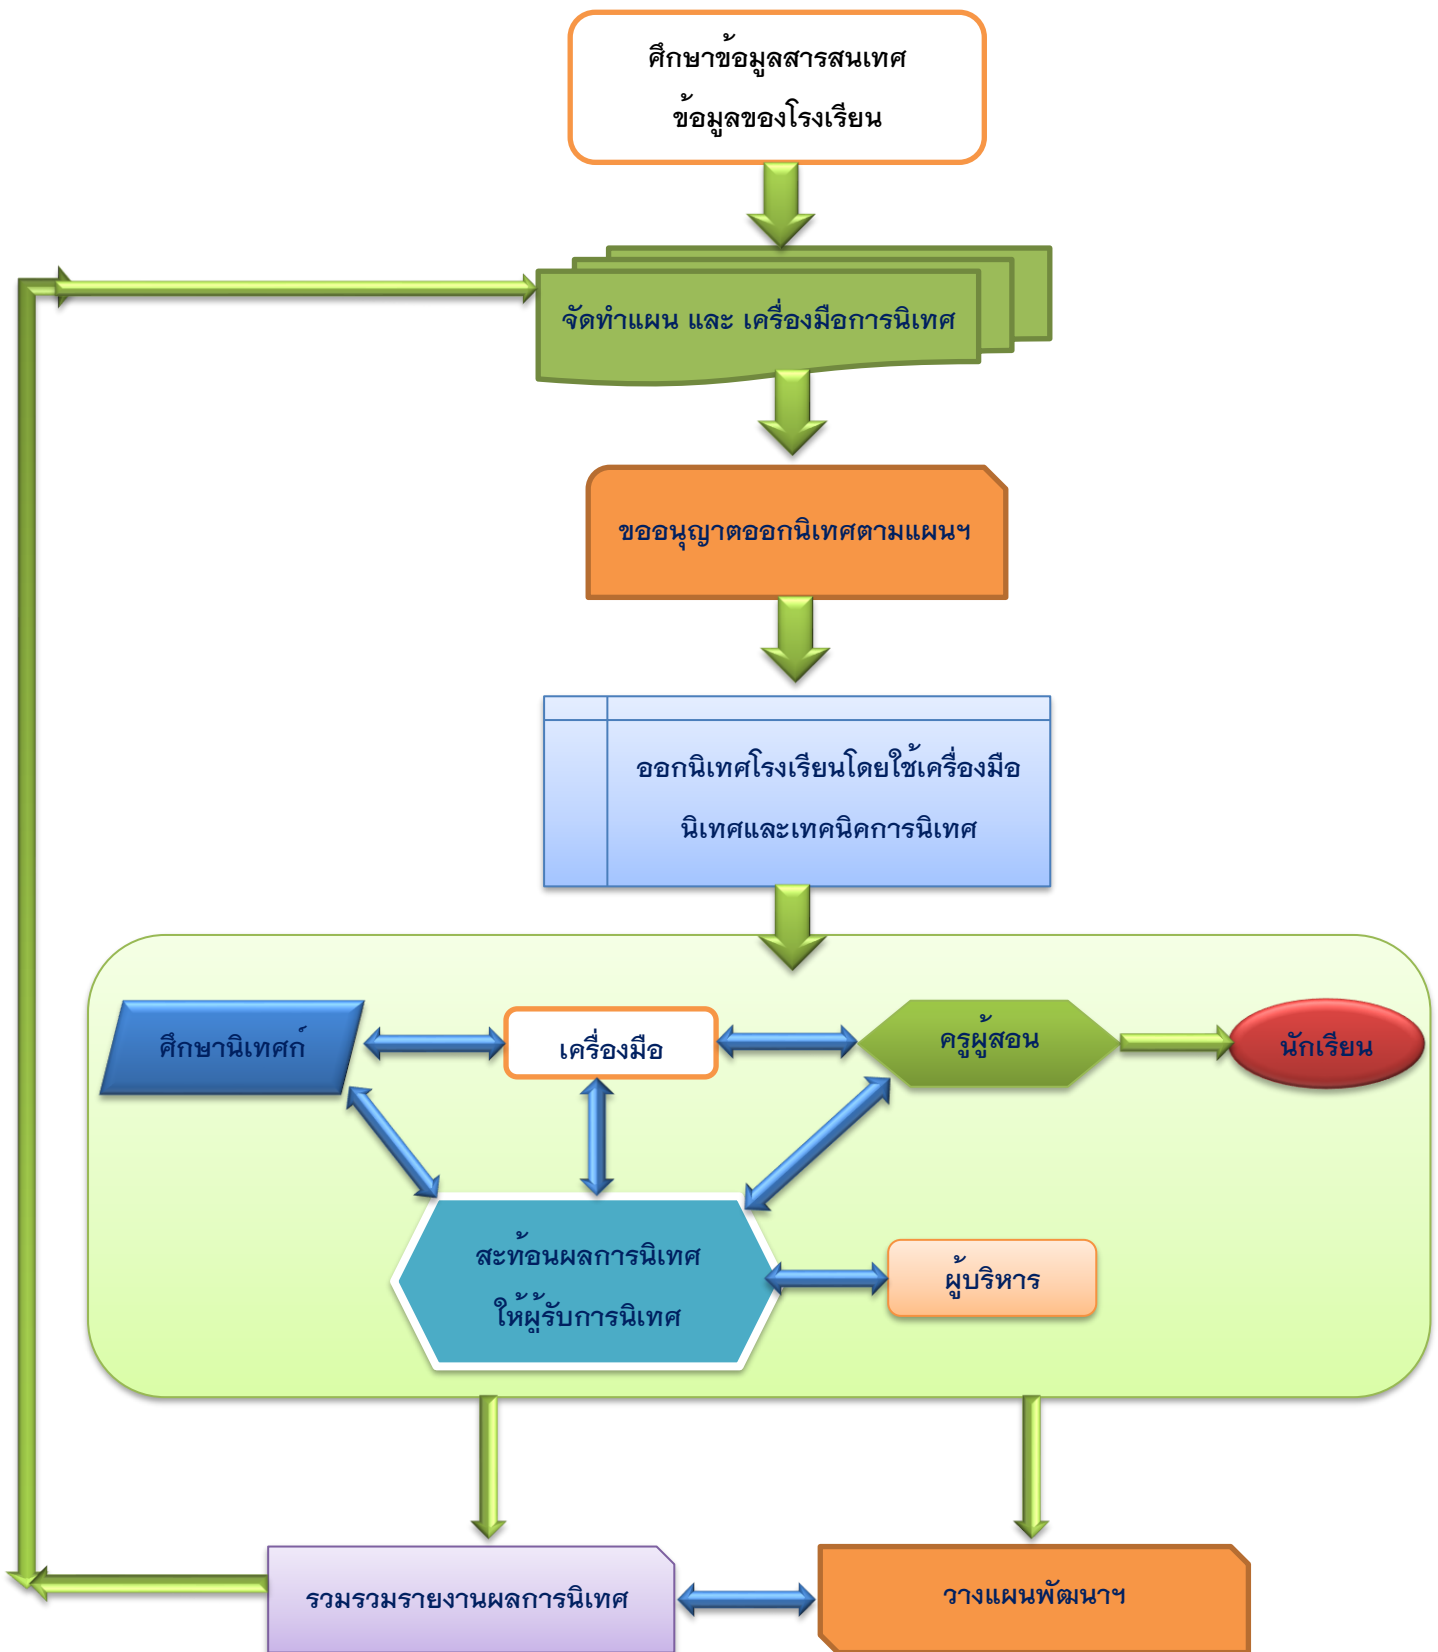 ศึกษาข้อมูลสารสนเทศ
ข้อมูลของโรงเรียน
จัดทำแผน และ เครื่องมือการนิเทศ
ขออนุญาตออกนิเทศตามแผนฯ
ออกนิเทศโรงเรียนโดยใช้เครื่องมือ
นิเทศและเทคนิคการนิเทศ
ศึกษานิเทศก์
เครื่องมือ
ครูผู้สอน
นักเรียน
สะท้อนผลการนิเทศ
ให้ผู้รับการนิเทศ
ผู้บริหาร
รวมรวมรายงานผลการนิเทศ
วางแผนพัฒนาฯ